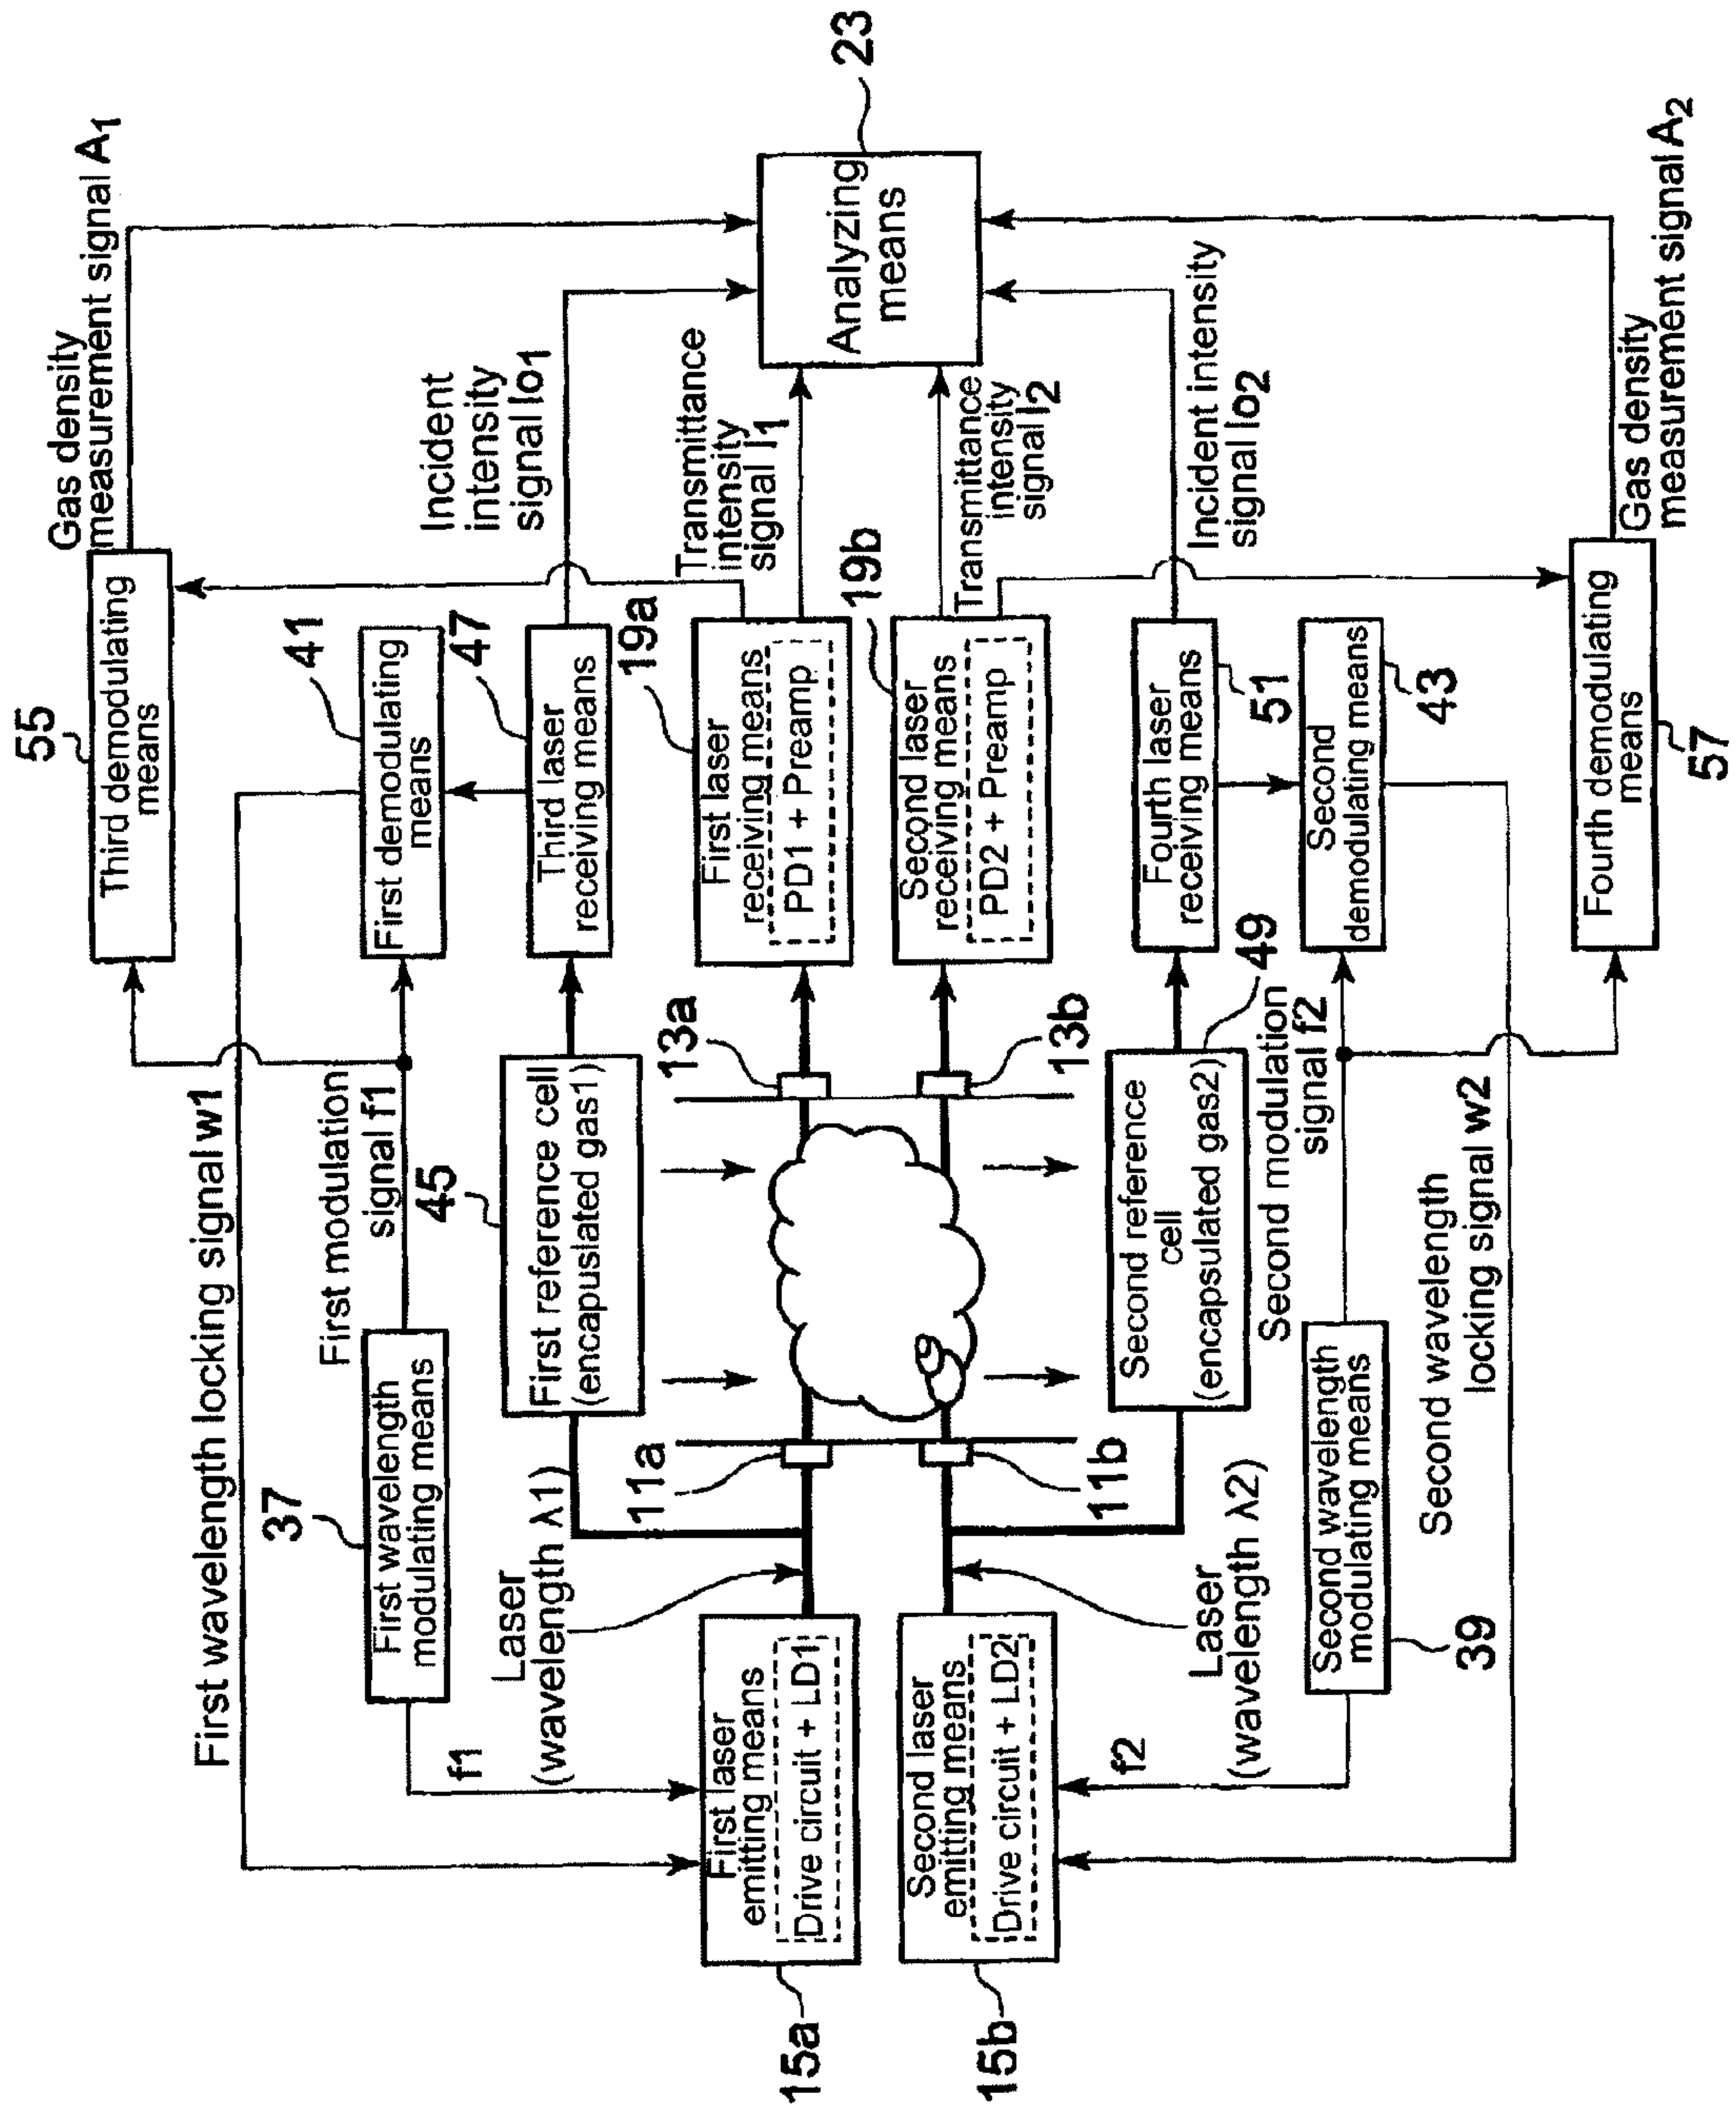 55
Third demodulating
means
Gas density
measurement signal A1
First wavelength locking signal w1
41
First demodulating
means
37
First wavelength
modulating means
First modulation
signal f1
f1
47
Third laser
receiving means
Incident
intensity
signal Io1
45
First reference cell
(encapuslated gas1)
Laser
(wavelength λ1)
19a
First laser
receiving means
PD1 + Preamp
Transmittance
intensity
signal I1
11a
13a
15a
First laser
emitting means
Drive circuit + LD1
23
Analyzing
means
15b
Second laser
emitting means
Drive circuit + LD2
11b
13b
19b
Second laser
receiving means
PD2 + Preamp
Transmittance
intensity
signal I2
Laser
(wavelength λ2)
Second reference
cell
(encapsulated gas2)
49
Fourth laser
receiving means
51
Incident intensity
signal Io2
f2
Second wavelength
modulating means
39
Second modulation
signal f2
Second
demodulating means
43
Second wavelength
locking signal w2
Fourth demodulating
means
57
Gas density
measurement signal A2